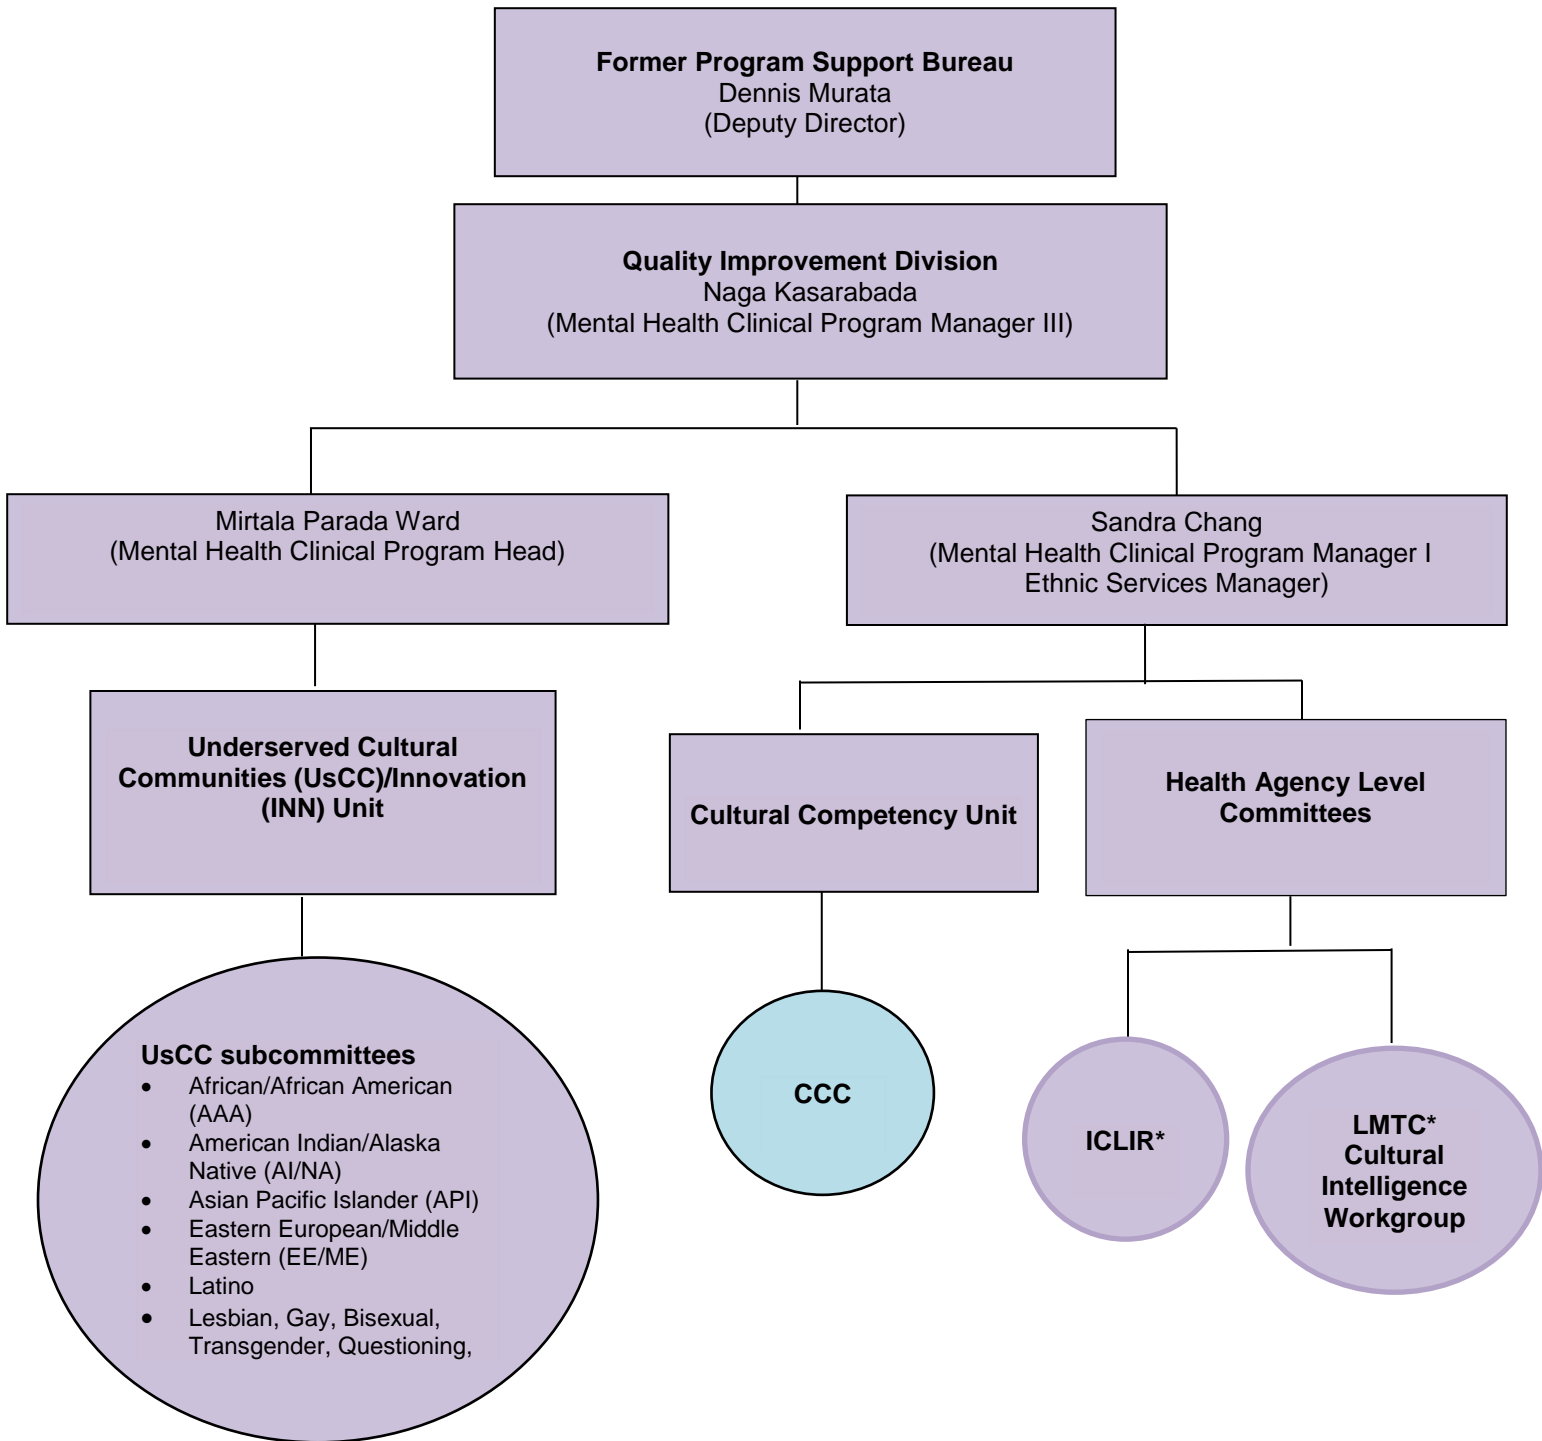 Former Program Support Bureau
Dennis Murata
(Deputy Director)
Quality Improvement Division
Naga Kasarabada
(Mental Health Clinical Program Manager III)
Mirtala Parada Ward
(Mental Health Clinical Program Head)
Sandra Chang
(Mental Health Clinical Program Manager I
Ethnic Services Manager)
Underserved Cultural
Communities (UsCC)/Innovation
(INN) Unit
Cultural Competency Unit
Health Agency Level
Committees
UsCC subcommittees
• African/African American
(AAA)
• American Indian/Alaska
Native (AI/NA)
• Asian Pacific Islander (API)
• Eastern European/Middle
Eastern (EE/ME)
• Latino
• Lesbian, Gay, Bisexual,
Transgender, Questioning,
CCC
ICLIR*
LMTC*
Cultural
Intelligence
Workgroup